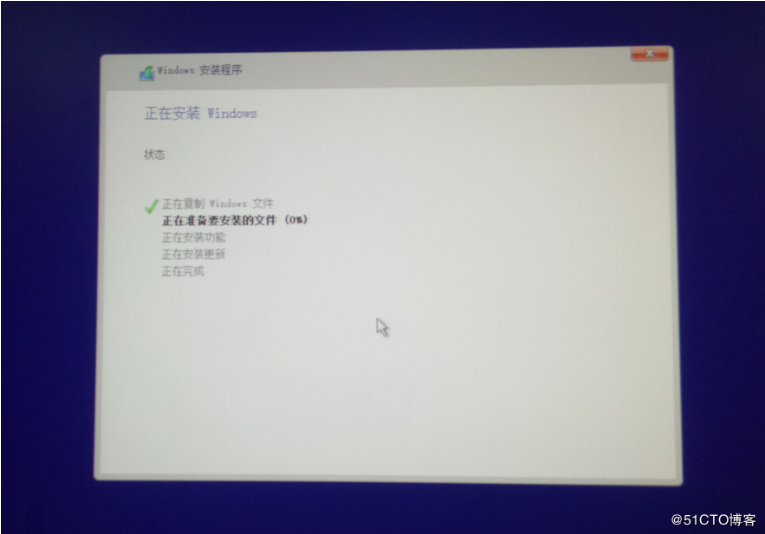 Windows 安装程序
正在安装 Windows
状态
正在复制 Windows 文件
正在准备要安装的文件 (0%)
正在安装功能
正在安装更新
正在完成
@51CTO博客